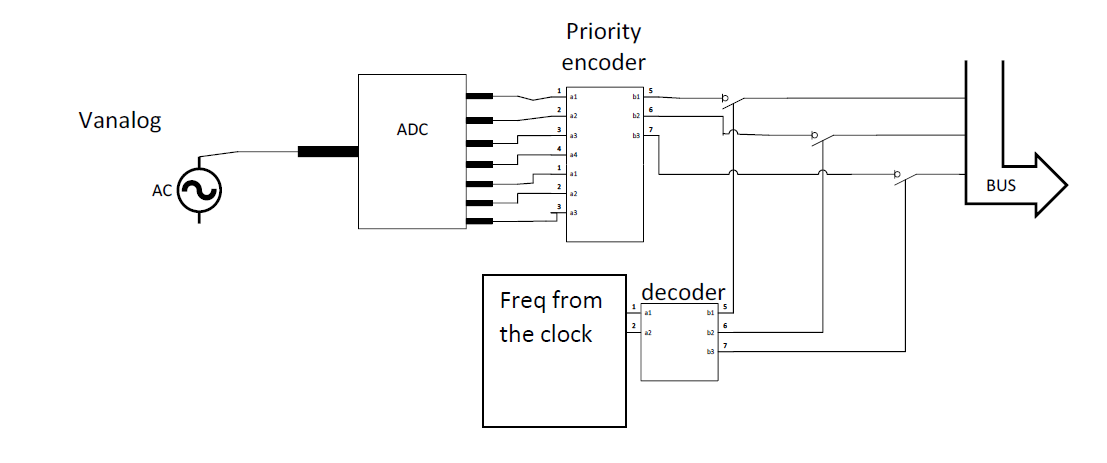 Priority
encoder
Vanalog
ADC
AC
1 a1
2 a2
3 a3
4 a4
1 a1
2 a2
3 a3
b1 5
b2 6
b3 7
BUS
Freq from
the clock
decoder
1 a1
2 a2
b1 5
b2 6
b3 7